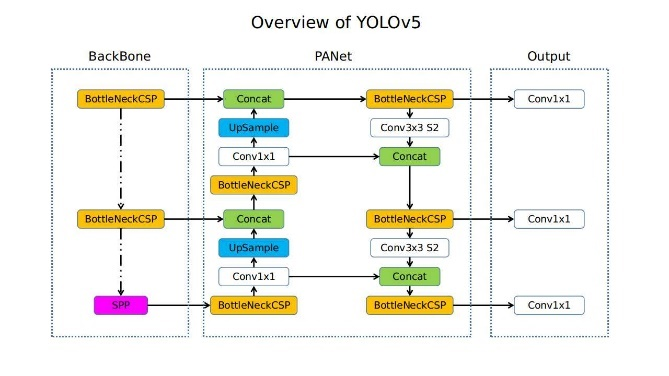 Overview of YOLOv5
BackBone PANet Output
BottleNeckCSP Concat BottleNeckCSP Conv1x1
UpSample Conv3x3 S2
Conv1x1 Concat
BottleNeckCSP
BottleNeckCSP Concat BottleNeckCSP Conv1x1
UpSample Conv3x3 S2
Conv1x1 Concat
SPP BottleNeckCSP BottleNeckCSP Conv1x1